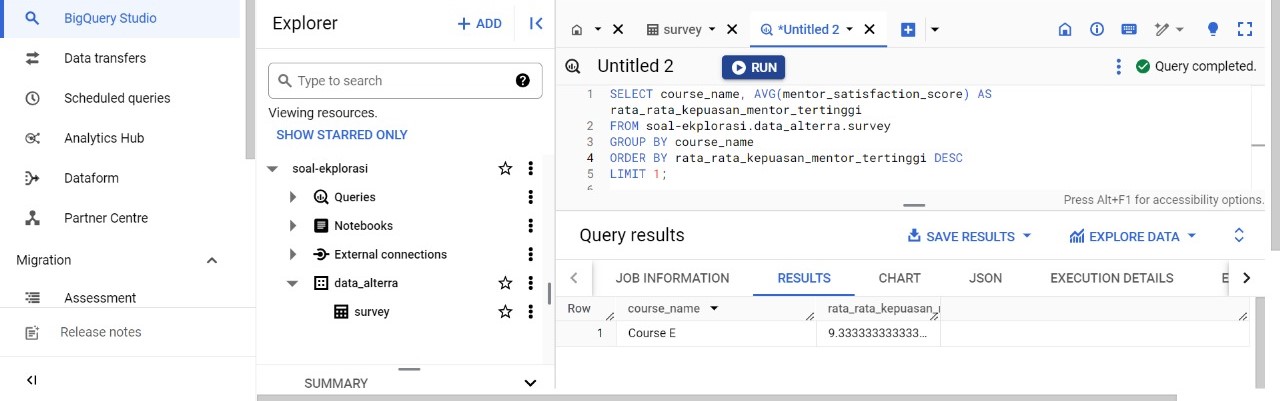 BigQuery Studio
Data transfers
Scheduled queries
Analytics Hub
Dataform
Partner Centre
Migration
Assessment
Release notes
Explorer
+ ADD
Type to search
Viewing resources.
SHOW STARRED ONLY
soal-ekplorasi
Queries
Notebooks
External connections
data_alterra
survey
SUMMARY
survey
*Untitled 2
Untitled 2
RUN
Query completed.
1 SELECT course_name, AVG(mentor_satisfaction_score) AS
rata_rata_kepuasan_mentor_tertinggi
2 FROM soal-ekplorasi.data_alterra.survey
3 GROUP BY course_name
4 ORDER BY rata_rata_kepuasan_mentor_tertinggi DESC
5 LIMIT 1;
6
Press Alt+F1 for accessibility options.
Query results
SAVE RESULTS
EXPLORE DATA
JOB INFORMATION RESULTS CHART JSON EXECUTION DETAILS E
Row course_name rata_rata_kepuasan_
1 Course E 9.333333333333...